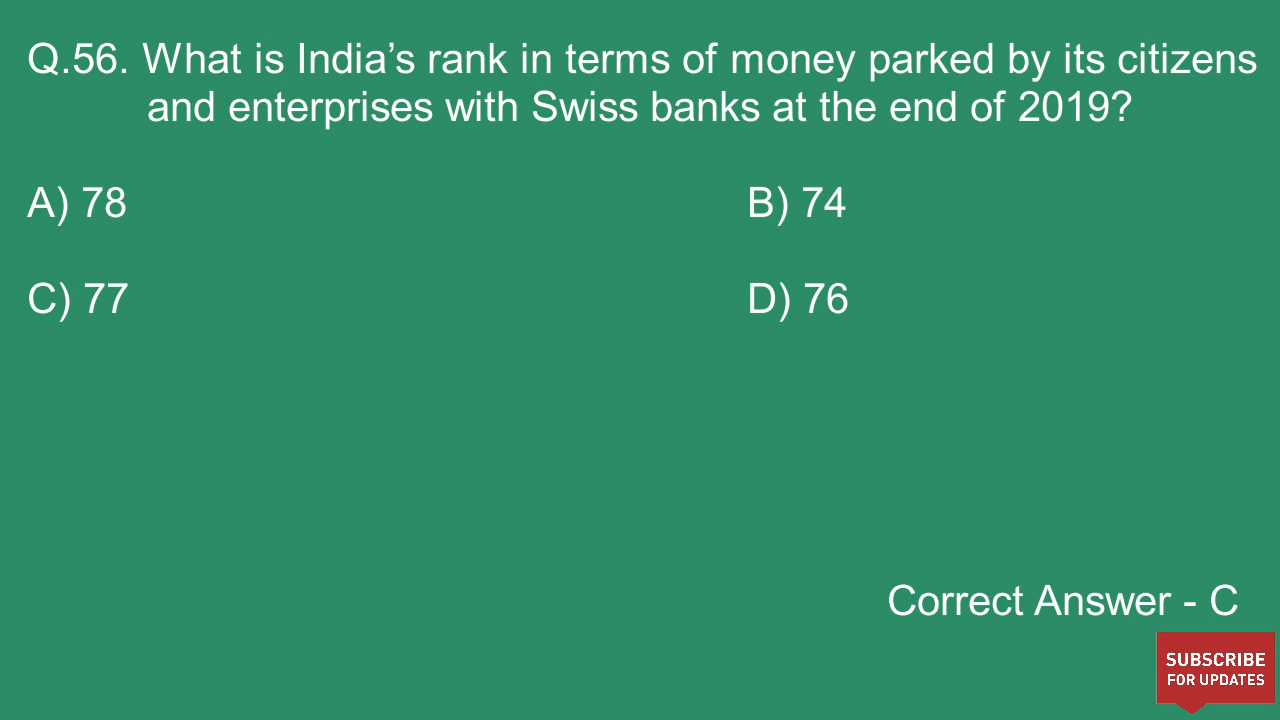 Q.56. What is India’s rank in terms of money parked by its citizens
and enterprises with Swiss banks at the end of 2019?
A) 78 B) 74
C) 77 D) 76
Correct Answer - C
SUBSCRIBE
FOR UPDATES